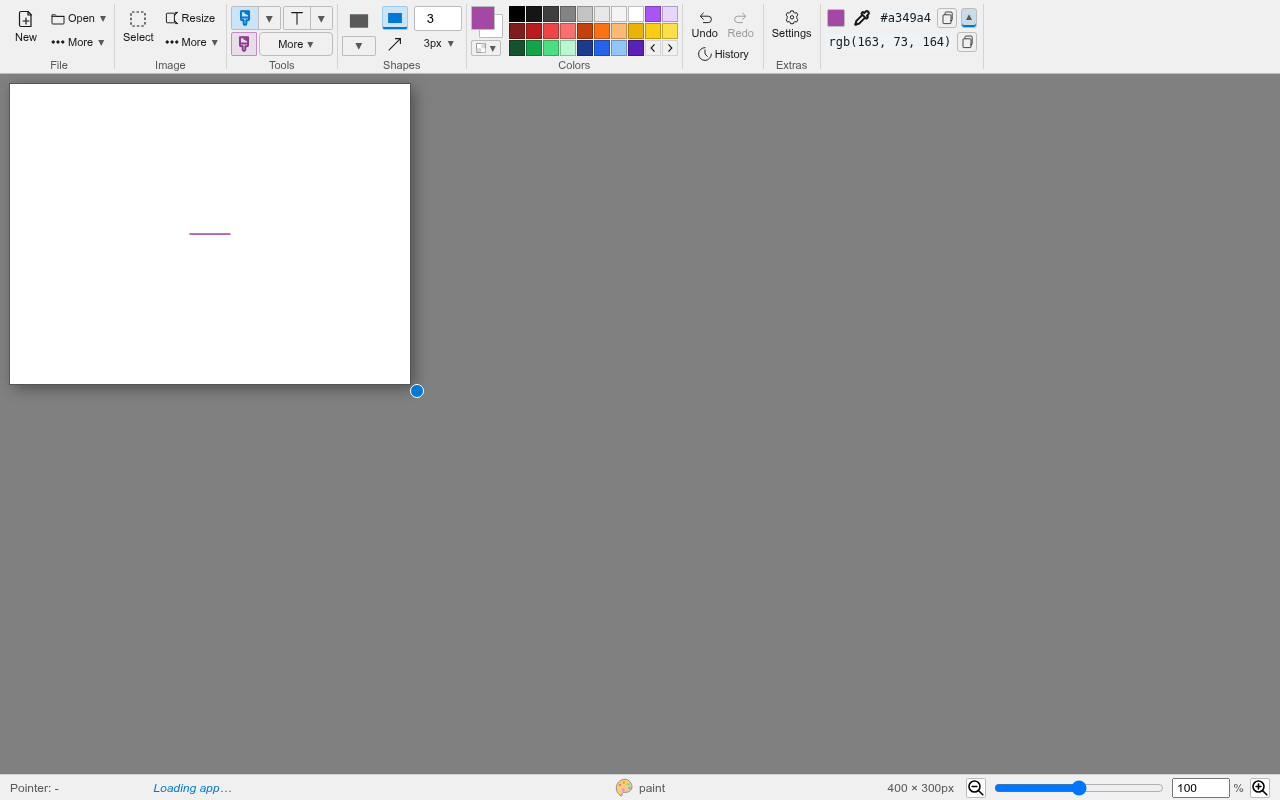 New
Open
More
File
Select
Resize
More
Image
More
Tools
3
3px
Shapes
Colors
Undo
Redo
History
Settings
Extras
#a349a4
rgb(163, 73, 164)
Pointer: -
Loading app…
paint
400 × 300px
100
%